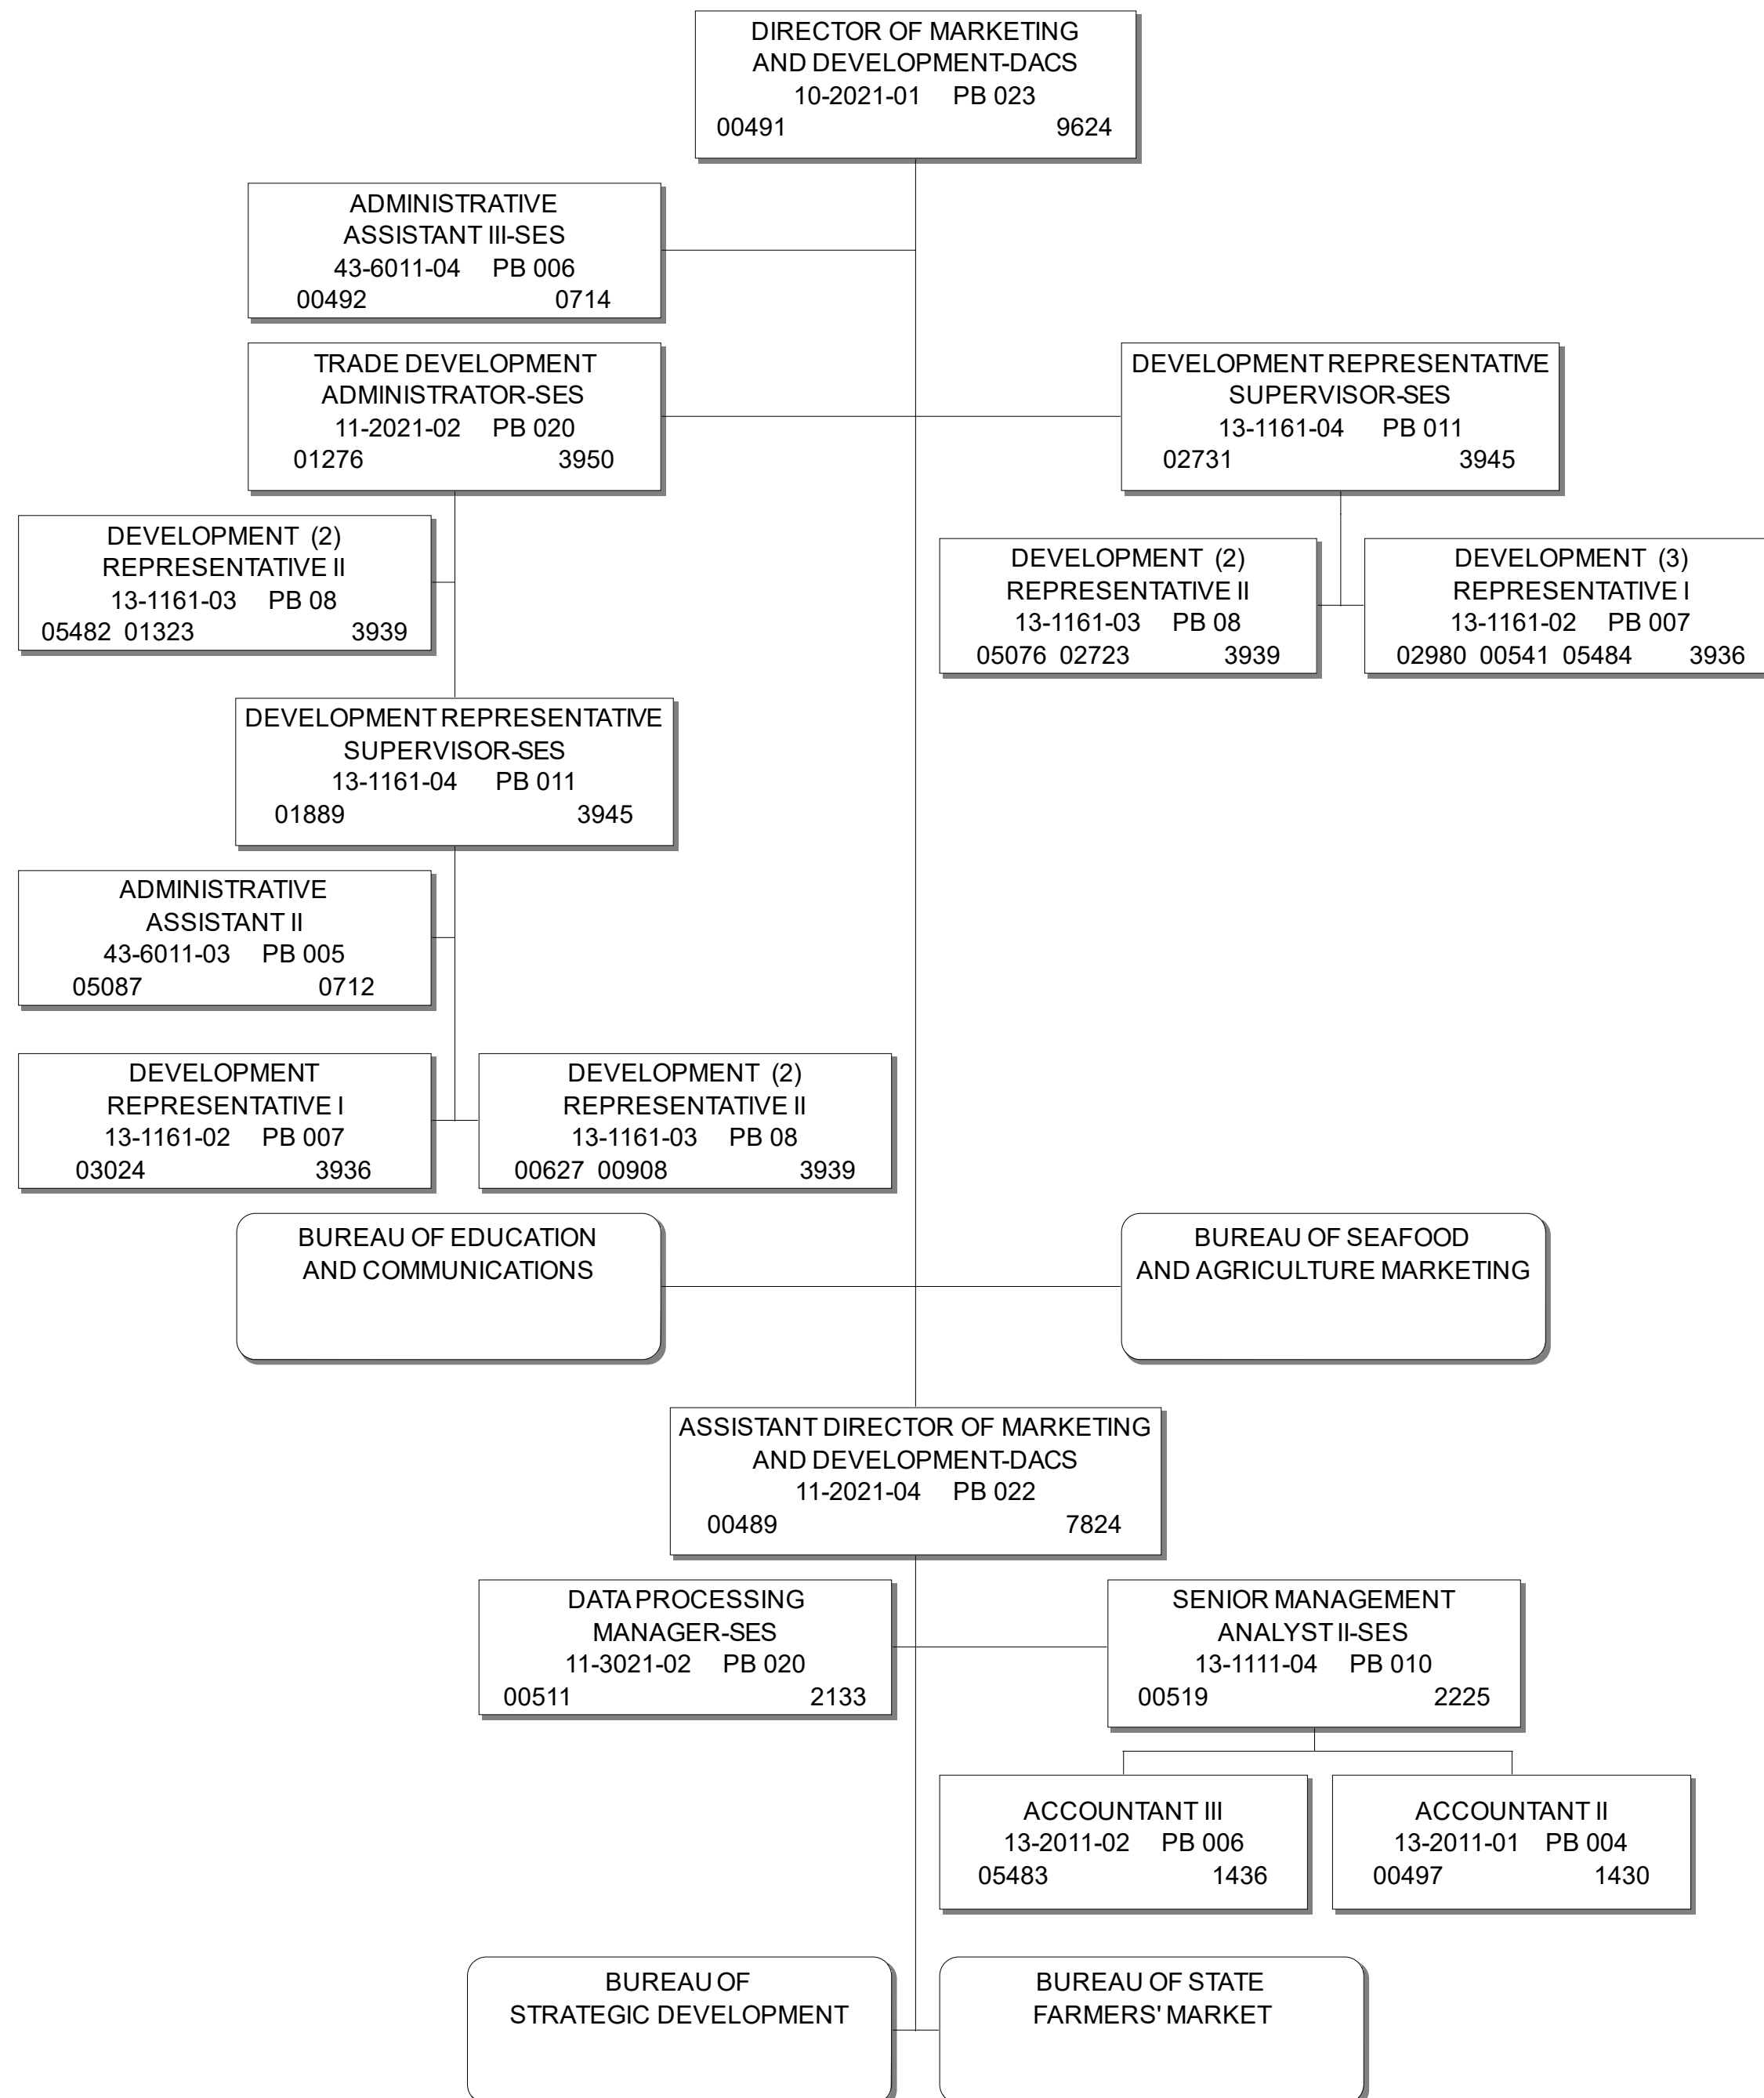 DIRECTOR OF MARKETING
AND DEVELOPMENT-DACS
10-2021-01 PB 023
00491 9624
ADMINISTRATIVE
ASSISTANT III-SES
43-6011-04 PB 006
00492 0714
TRADE DEVELOPMENT
ADMINISTRATOR-SES
11-2021-02 PB 020
01276 3950
DEVELOPMENT REPRESENTATIVE
SUPERVISOR-SES
13-1161-04 PB 011
02731 3945
DEVELOPMENT (2)
REPRESENTATIVE II
13-1161-03 PB 08
05482 01323 3939
DEVELOPMENT (2)
REPRESENTATIVE II
13-1161-03 PB 08
05076 02723 3939
DEVELOPMENT (3)
REPRESENTATIVE I
13-1161-02 PB 007
02980 00541 05484 3936
DEVELOPMENT REPRESENTATIVE
SUPERVISOR-SES
13-1161-04 PB 011
01889 3945
ADMINISTRATIVE
ASSISTANT II
43-6011-03 PB 005
05087 0712
DEVELOPMENT
REPRESENTATIVE I
13-1161-02 PB 007
03024 3936
DEVELOPMENT (2)
REPRESENTATIVE II
13-1161-03 PB 08
00627 00908 3939
BUREAU OF EDUCATION
AND COMMUNICATIONS
BUREAU OF SEAFOOD
AND AGRICULTURE MARKETING
ASSISTANT DIRECTOR OF MARKETING
AND DEVELOPMENT-DACS
11-2021-04 PB 022
00489 7824
DATA PROCESSING
MANAGER-SES
11-3021-02 PB 020
00511 2133
SENIOR MANAGEMENT
ANALYST II-SES
13-1111-04 PB 010
00519 2225
ACCOUNTANT III
13-2011-02 PB 006
05483 1436
ACCOUNTANT II
13-2011-01 PB 004
00497 1430
BUREAU OF
STRATEGIC DEVELOPMENT
BUREAU OF STATE
FARMERS' MARKET